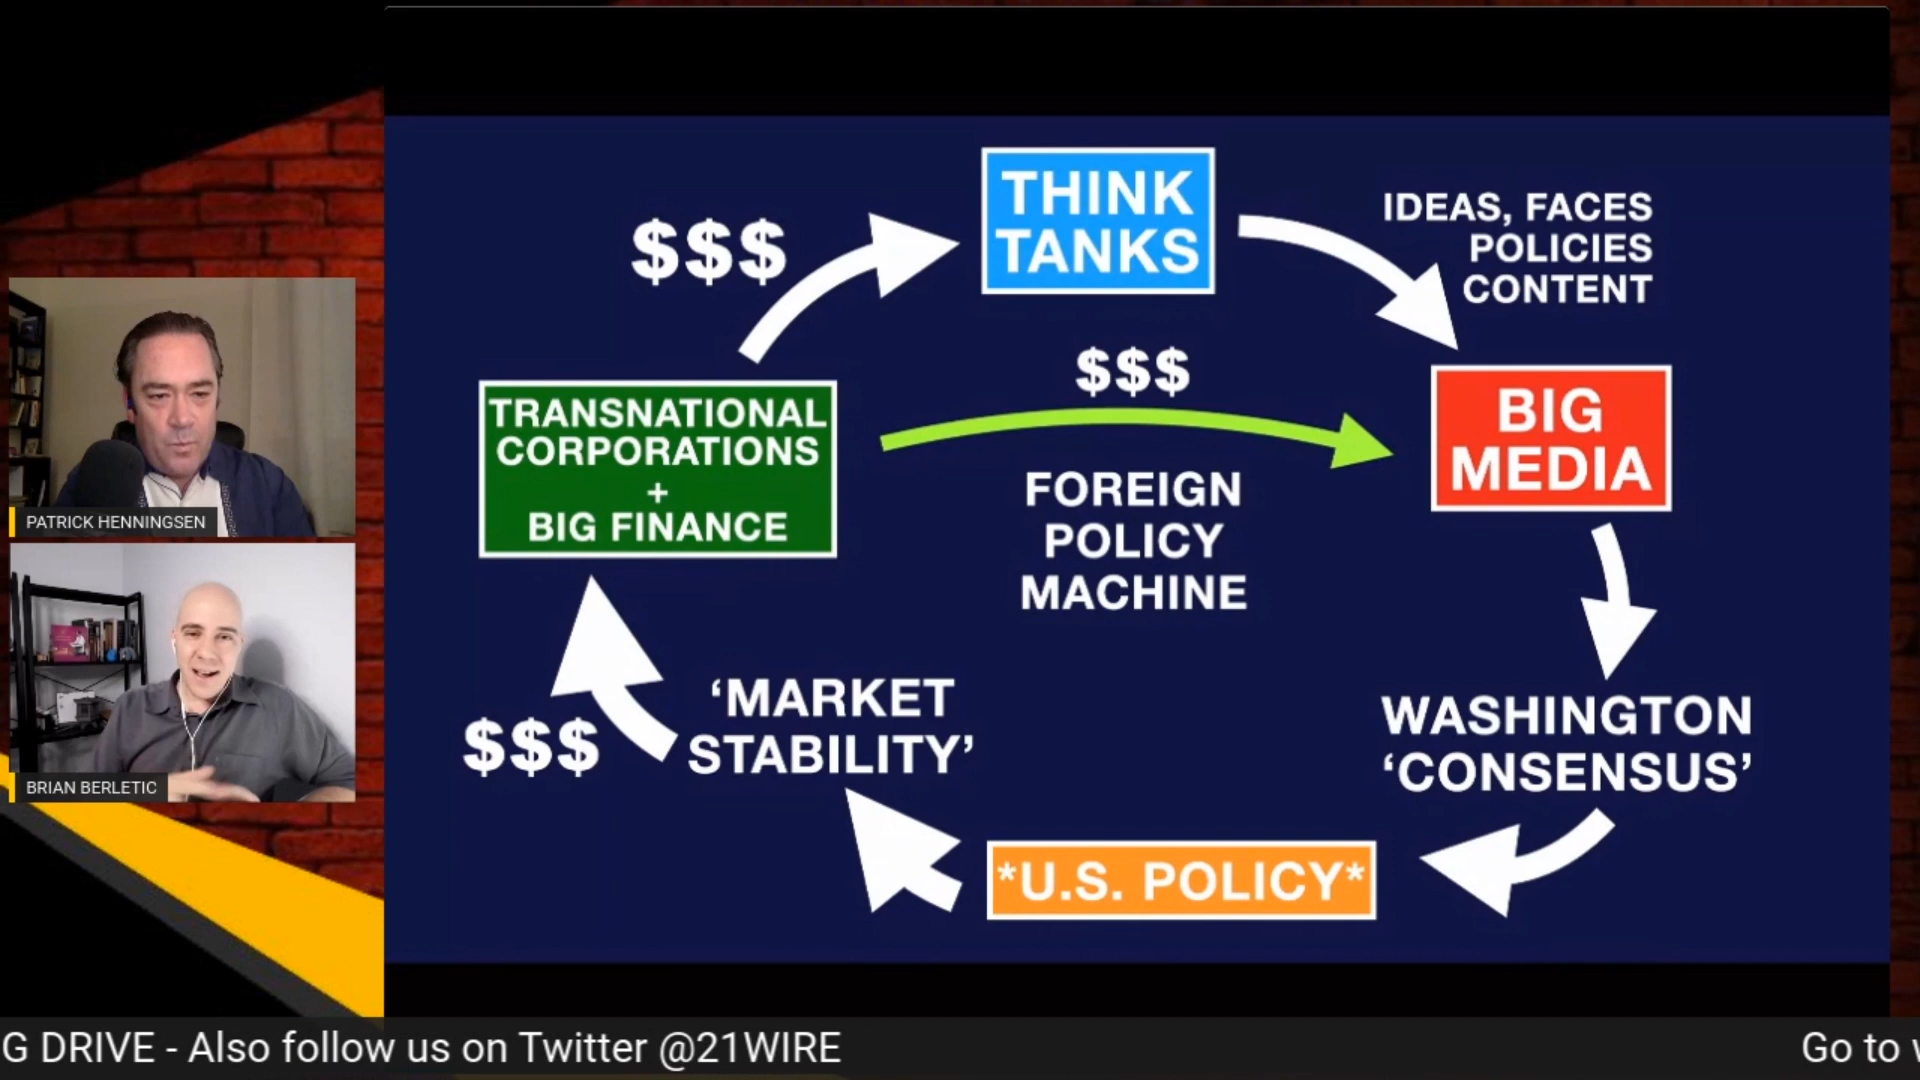 THINK
TANKS
$$$
IDEAS, FACES
POLICIES
CONTENT
$$$
TRANSNATIONAL
CORPORATIONS
+
BIG FINANCE
BIG
MEDIA
FOREIGN
POLICY
MACHINE
PATRICK HENNINGSEN
‘MARKET
STABILITY’
$$$
WASHINGTON
‘CONSENSUS’
BRIAN BERLETIC
*U.S. POLICY*
G DRIVE - Also follow us on Twitter @21WIRE
Go to